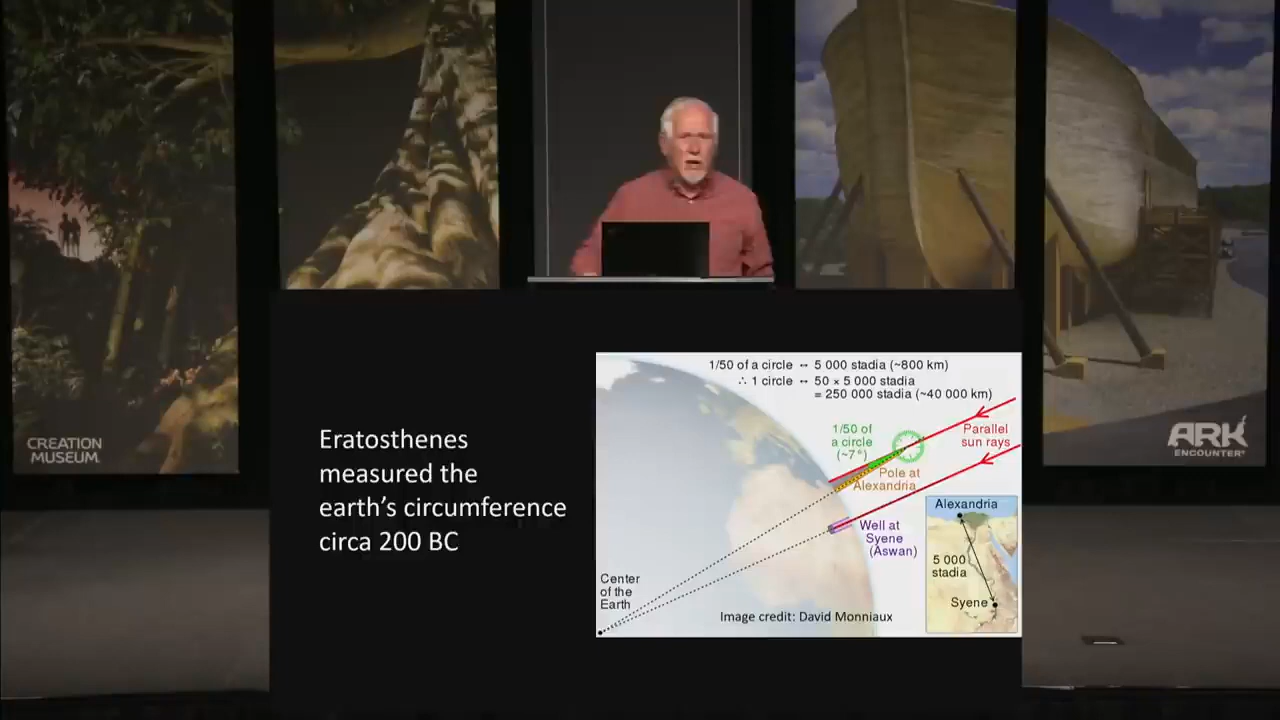 CREATION
MUSEUM
ARK
ENCOUNTER
Eratosthenes
measured the
earth's circumference
circa 200 BC
1/50 of a circle ↔ 5 000 stadia (~800 km)
∴ 1 circle ↔ 50 × 5 000 stadia
= 250 000 stadia (~40 000 km)
1/50 of
a circle
(~7°)
Parallel
sun rays
Pole at
Alexandria
Well at
Syene
(Aswan)
Alexandria
5 000
stadia
Syene
Center
of the
Earth
Image credit: David Monniaux